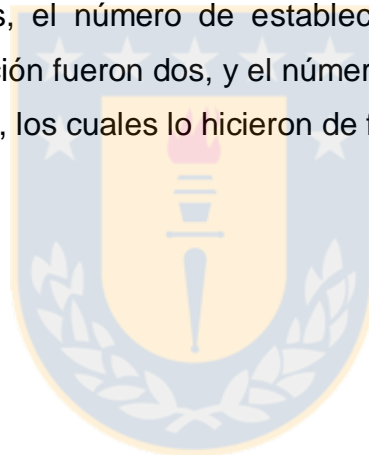 s, el número de establec
ción fueron dos, y el númer
, los cuales lo hicieron de f